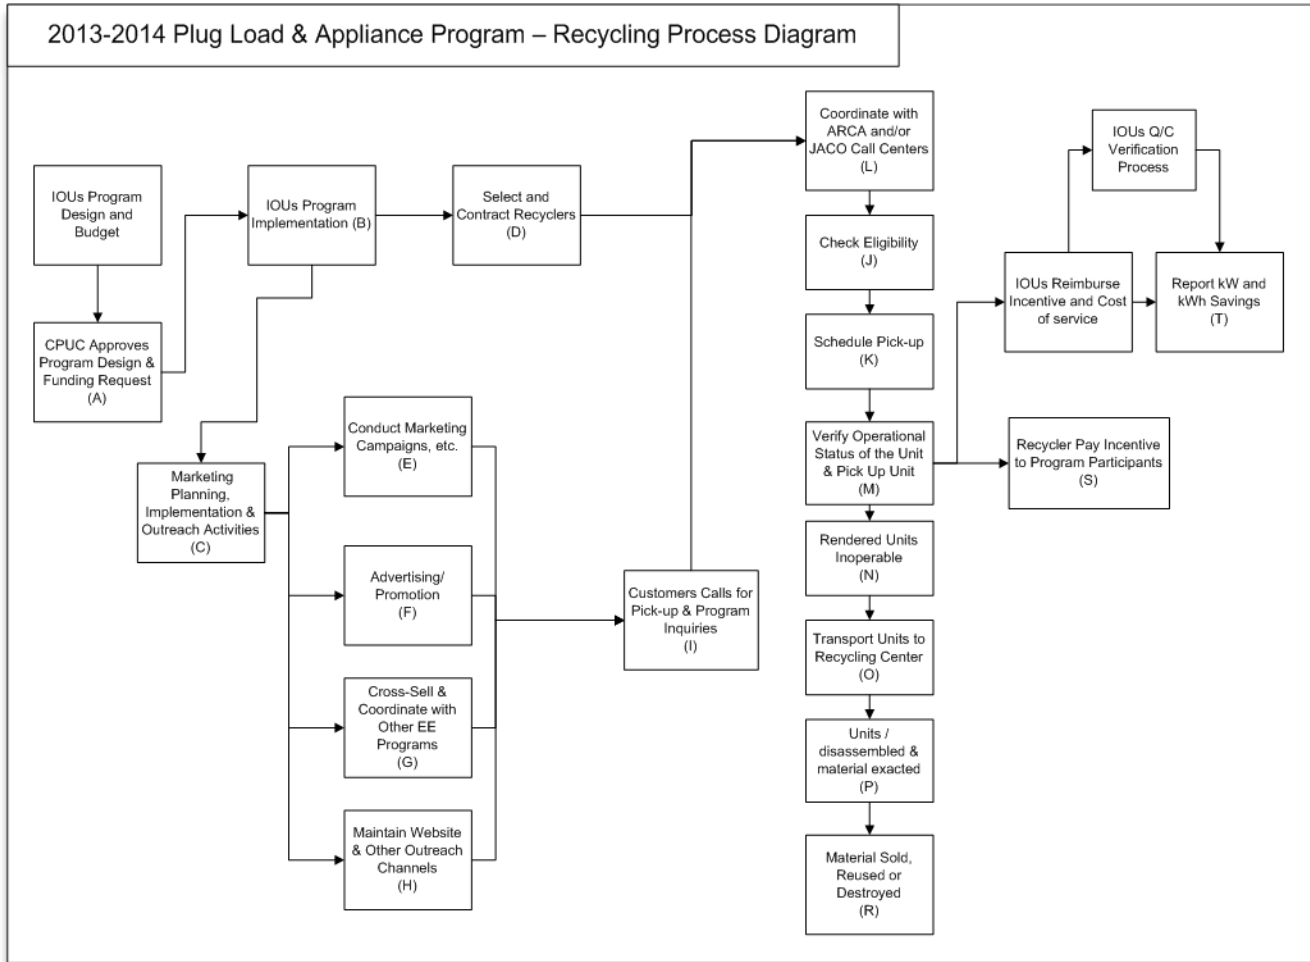 2013-2014 Plug Load & Appliance Program – Recycling Process Diagram
IOUs Program
Design and
Budget
CPUC Approves
Program Design &
Funding Request
(A)
IOUs Program
Implementation (B)
Select and
Contract Recyclers
(D)
Marketing
Planning,
Implementation &
Outreach Activities
(C)
Conduct Marketing
Campaigns, etc.
(E)
Advertising/
Promotion
(F)
Cross-Sell &
Coordinate with
Other EE
Programs
(G)
Maintain Website
& Other Outreach
Channels
(H)
Customers Calls for
Pick-up & Program
Inquiries
(I)
Coordinate with
ARCA and/or
JACO Call Centers
(L)
Check Eligibility
(J)
Schedule Pick-up
(K)
Verify Operational
Status of the Unit
& Pick Up Unit
(M)
Rendered Units
Inoperable
(N)
Transport Units to
Recycling Center
(O)
Units /
disassembled &
material exacted
(P)
Material Sold,
Reused or
Destroyed
(R)
IOUs Q/C
Verification
Process
IOUs Reimburse
Incentive and Cost
of service
Report kW and
kWh Savings
(T)
Recycler Pay Incentive
to Program Participants
(S)